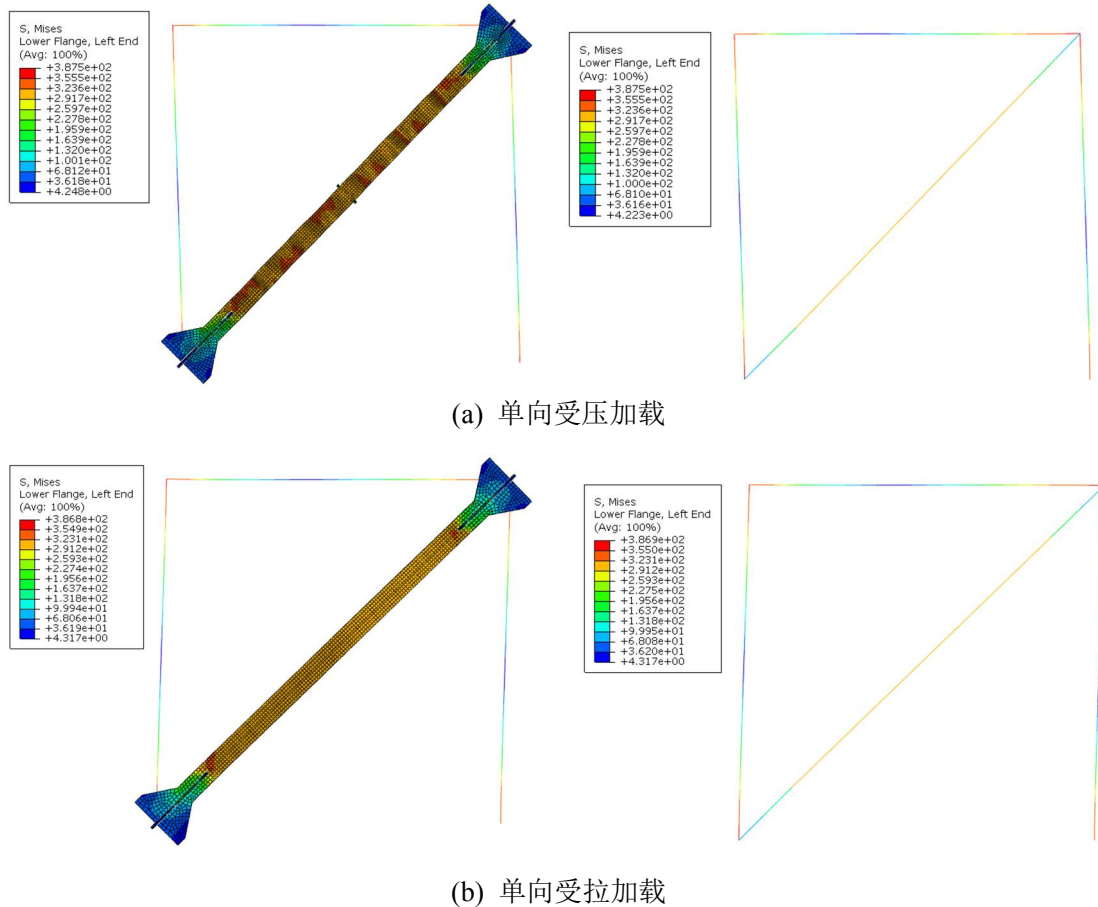 S, Mises
Lower Flange, Left End
(Avg: 100%)
+3.875e+02
+3.555e+02
+3.236e+02
+2.917e+02
+2.597e+02
+2.278e+02
+1.959e+02
+1.639e+02
+1.320e+02
+1.001e+02
+6.812e+01
+3.618e+01
+4.248e+00
S, Mises
Lower Flange, Left End
(Avg: 100%)
+3.875e+02
+3.555e+02
+3.236e+02
+2.917e+02
+2.597e+02
+2.278e+02
+1.959e+02
+1.639e+02
+1.320e+02
+1.000e+02
+6.810e+01
+3.616e+01
+4.223e+00
(a) 单向受压加载
S, Mises
Lower Flange, Left End
(Avg: 100%)
+3.868e+02
+3.549e+02
+3.231e+02
+2.912e+02
+2.593e+02
+2.274e+02
+1.956e+02
+1.637e+02
+1.318e+02
+9.994e+01
+6.806e+01
+3.619e+01
+4.317e+00
S, Mises
Lower Flange, Left End
(Avg: 100%)
+3.869e+02
+3.550e+02
+3.231e+02
+2.912e+02
+2.593e+02
+2.275e+02
+1.956e+02
+1.637e+02
+1.318e+02
+9.995e+01
+6.808e+01
+3.620e+01
+4.317e+00
(b) 单向受拉加载